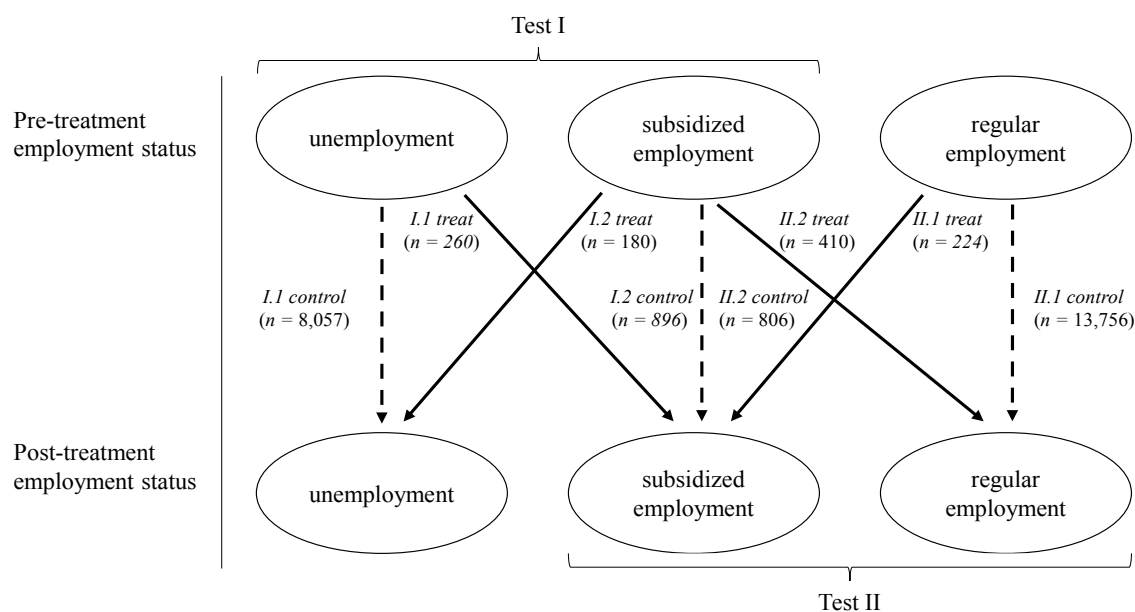 Test I
Pre-treatment
employment status
unemployment
subsidized
employment
regular
employment
I.1 treat
(n = 260)
I.2 treat
(n = 180)
II.2 treat
(n = 410)
II.1 treat
(n = 224)
I.1 control
(n = 8,057)
I.2 control
(n = 896)
II.2 control
(n = 806)
II.1 control
(n = 13,756)
Post-treatment
employment status
unemployment
subsidized
employment
regular
employment
Test II